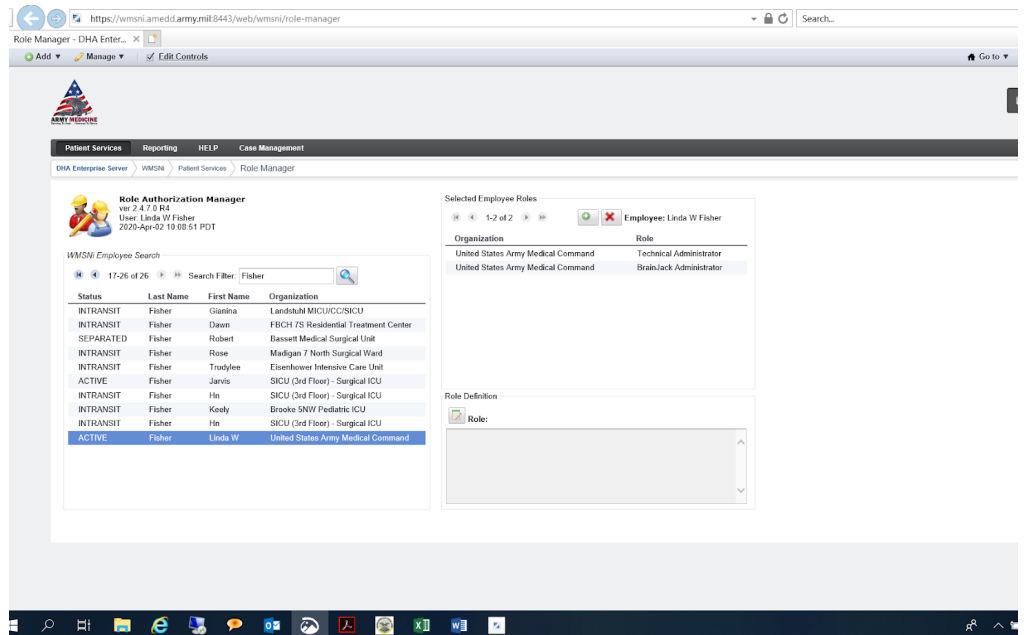 https://wmsni.amedd.army.mil:8443/web/wmsni/role-manager
Search...
Role Manager - DHA Enter...
Add Manage Edit Controls Go to
ARMY MEDICINE
Patient Services Reporting HELP Case Management
DHA Enterprise Server WMSNi Patient Services Role Manager
Role Authorization Manager
ver 2.4.7.0 R4
User: Linda W Fisher
2020-Apr-02 10:08:51 PDT
WMSNi Employee Search
17-26 of 26 Search Filter: Fisher
Status Last Name First Name Organization
INTRANSIT Fisher Gianina Landstuhl MICU/CC/SICU
INTRANSIT Fisher Dawn FBCH 7S Residential Treatment Center
SEPARATED Fisher Robert Bassett Medical Surgical Unit
INTRANSIT Fisher Rose Madigan 7 North Surgical Ward
INTRANSIT Fisher Trudylee Eisenhower Intensive Care Unit
ACTIVE Fisher Jarvis SICU (3rd Floor) - Surgical ICU
INTRANSIT Fisher Hn SICU (3rd Floor) - Surgical ICU
INTRANSIT Fisher Keely Brooke 5NW Pediatric ICU
INTRANSIT Fisher Hn SICU (3rd Floor) - Surgical ICU
ACTIVE Fisher Linda W United States Army Medical Command
Selected Employee Roles
1-2 of 2 Employee: Linda W Fisher
Organization Role
United States Army Medical Command Technical Administrator
United States Army Medical Command BrainJack Administrator
Role Definition
Role: